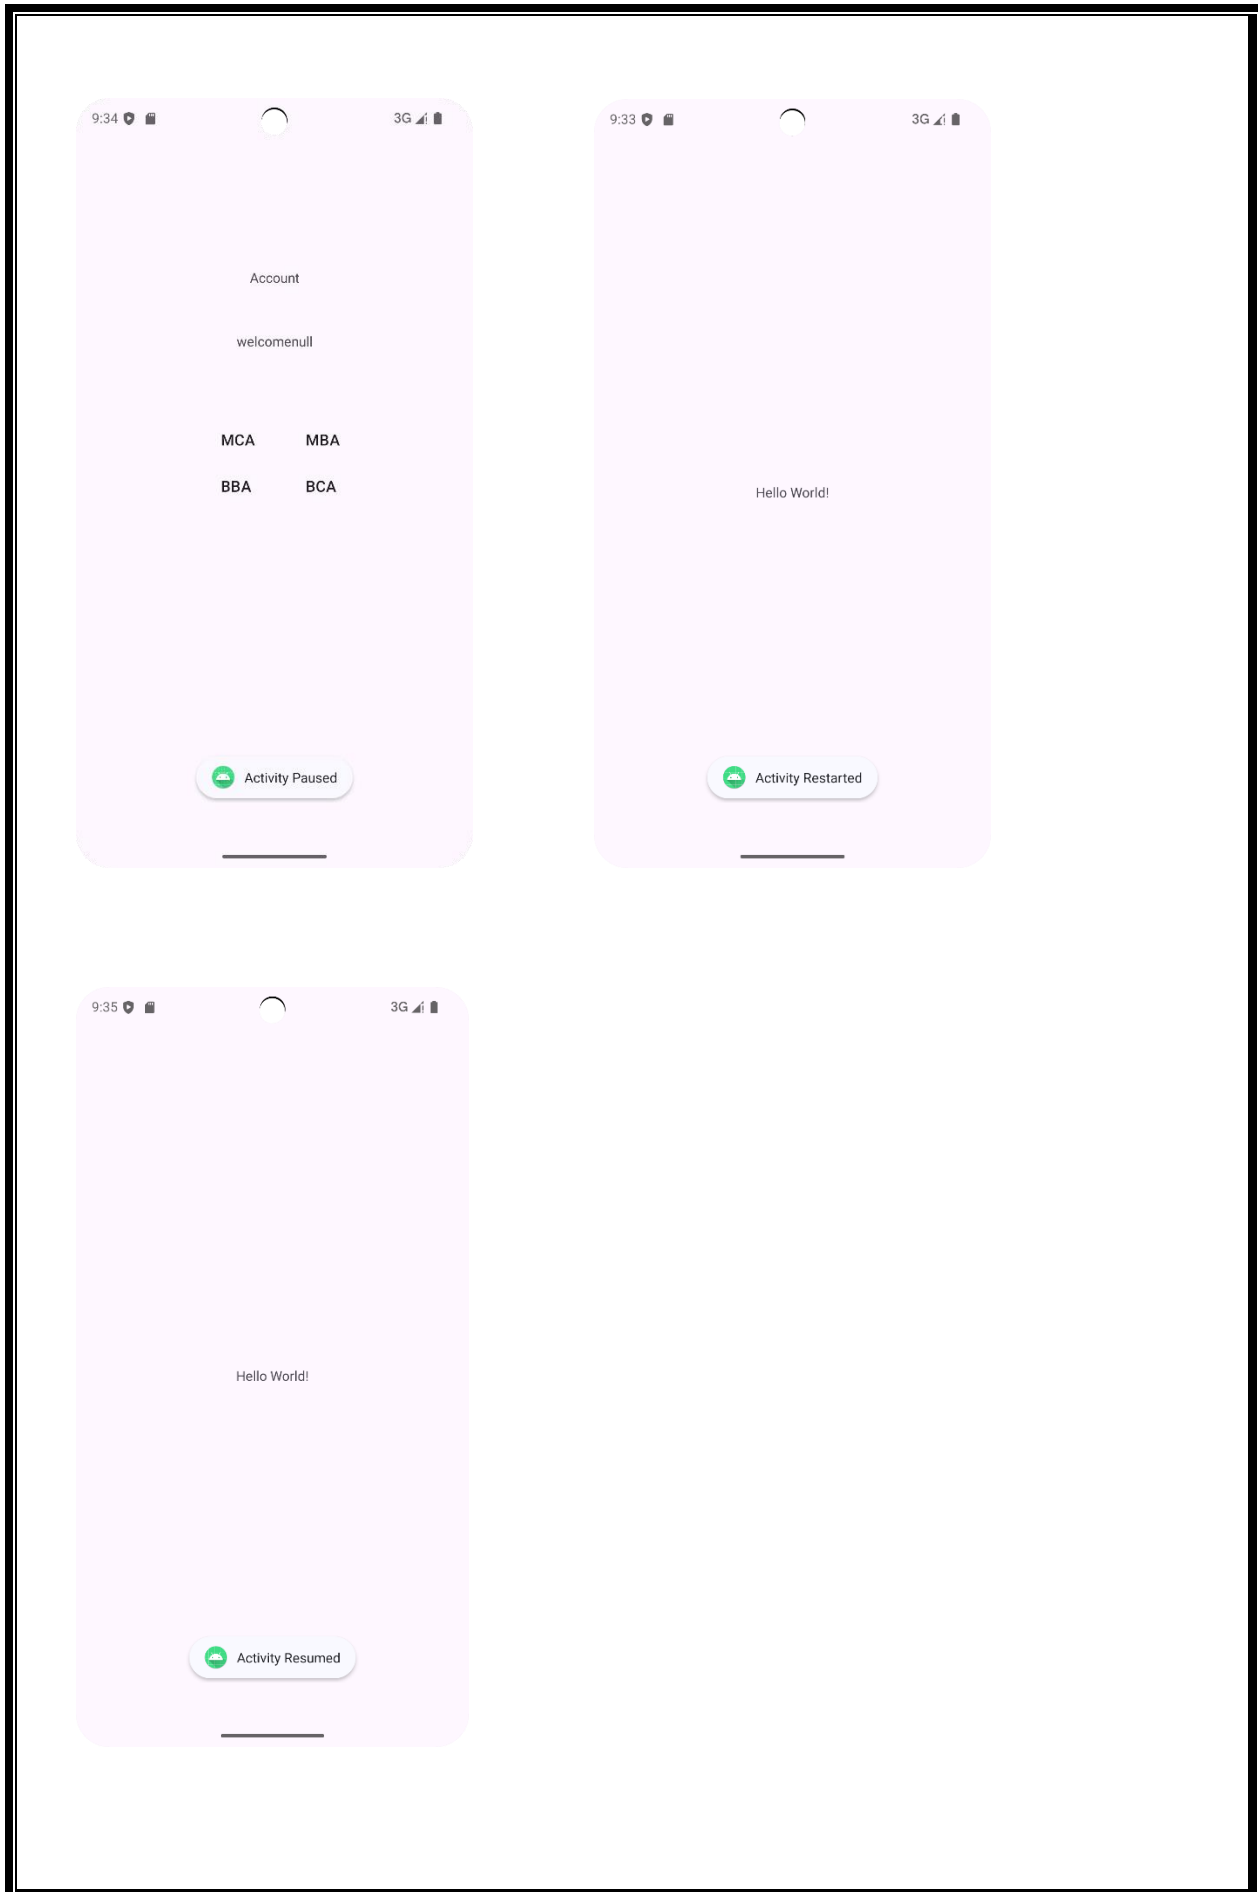 9:34 3G
Account
welcomenull
MCA MBA
BBA BCA
Activity Paused
9:33 3G
Hello World!
Activity Restarted
9:35 3G
Hello World!
Activity Resumed